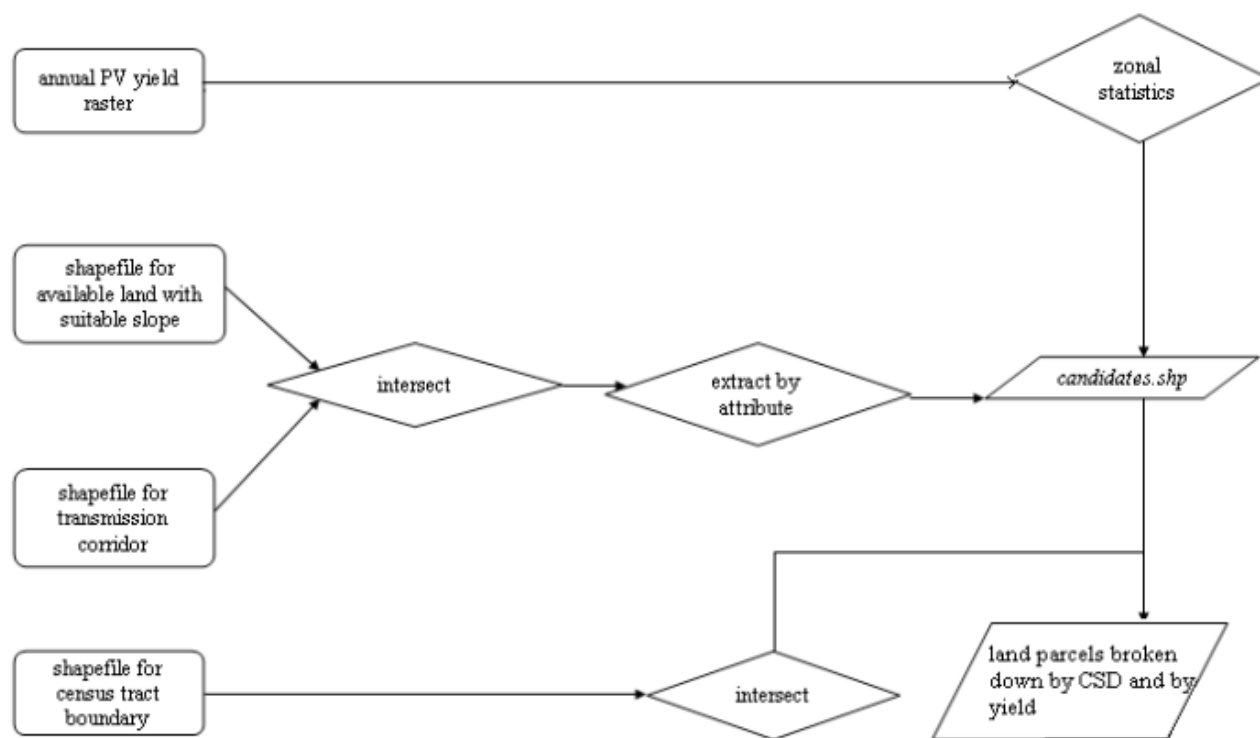 annual PV yield
raster
zonal
statistics
shapefile for
available land with
suitable slope
intersect
extract by
attribute
candidates.shp
shapefile for
transmission
corridor
shapefile for
census tract
boundary
intersect
land parcels broken
down by CSD and by
yield